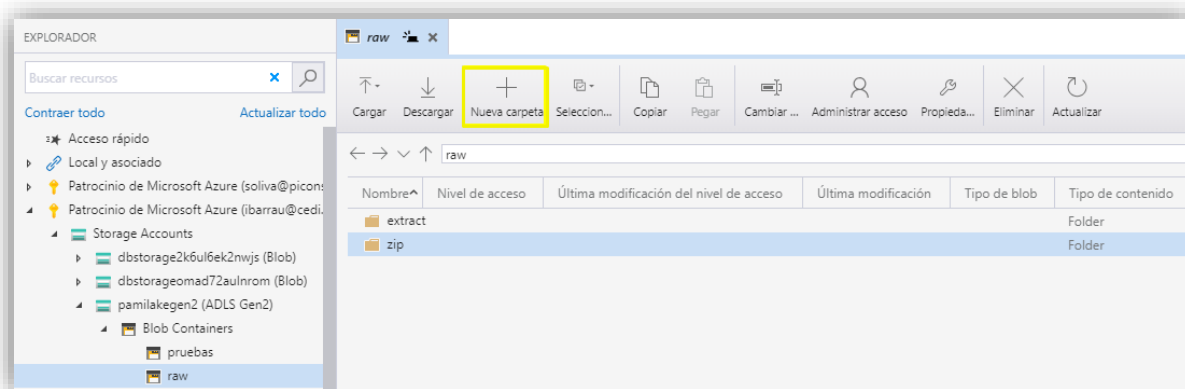 EXPLORADOR
Buscar recursos
Contraer todo Actualizar todo
Acceso rápido
Local y asociado
Patrocinio de Microsoft Azure (soliva@picons
Patrocinio de Microsoft Azure (ibarrau@cedi.
Storage Accounts
dbstorage2k6ul6ek2nwjs (Blob)
dbstorageomad72aulnrom (Blob)
pamilakegen2 (ADLS Gen2)
Blob Containers
pruebas
raw
raw
Cargar Descargar Nueva carpeta Seleccion... Copiar Pegar Cambiar ... Administrar acceso Propieda... Eliminar Actualizar
raw
Nombre Nivel de acceso Última modificación del nivel de acceso Última modificación Tipo de blob Tipo de contenido
extract Folder
zip Folder